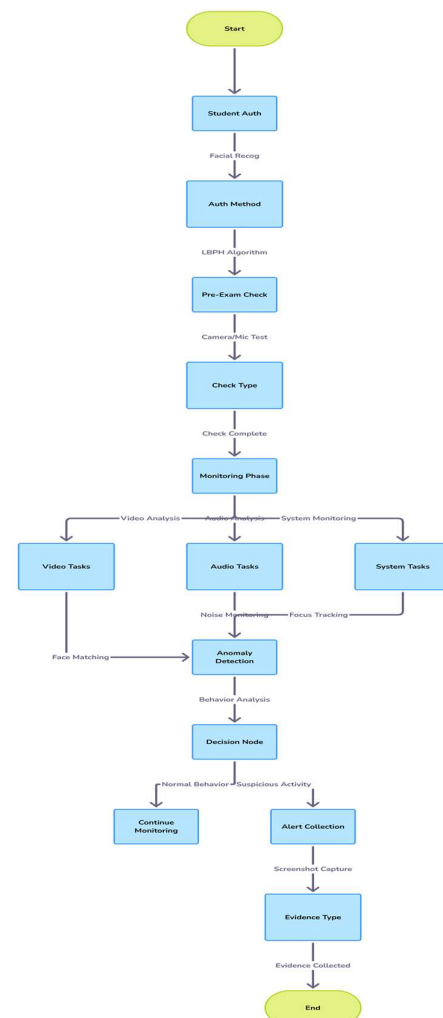 Start
Student Auth
Facial Recog
Auth Method
LBPH Algorithm
Pre-Exam Check
Camera/Mic Test
Check Type
Check Complete
Monitoring Phase
Video Analysis
Audio Analysis
System Monitoring
Video Tasks
Audio Tasks
System Tasks
Noise Monitoring
Focus Tracking
Face Matching
Anomaly
Detection
Behavior Analysis
Decision Node
Normal Behavior
Suspicious Activity
Continue
Monitoring
Alert Collection
Screenshot Capture
Evidence Type
Evidence Collected
End